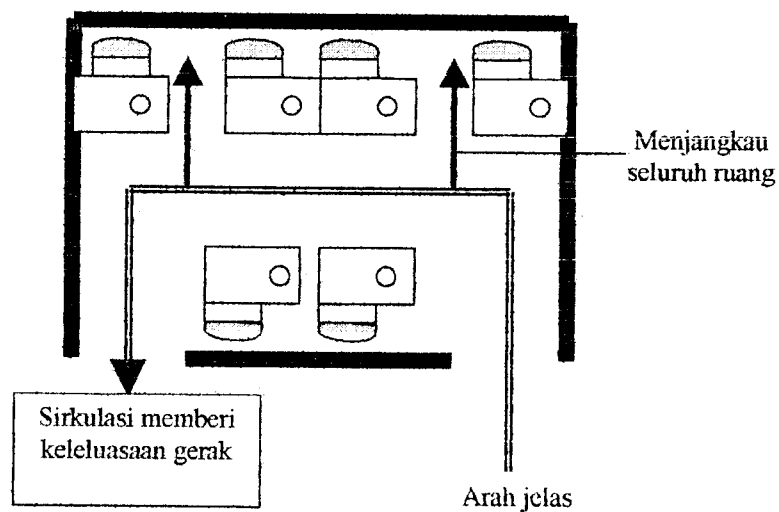 Menjangkau
seluruh ruang
Sirkulasi memberi
keleluasaan gerak
Arah jelas